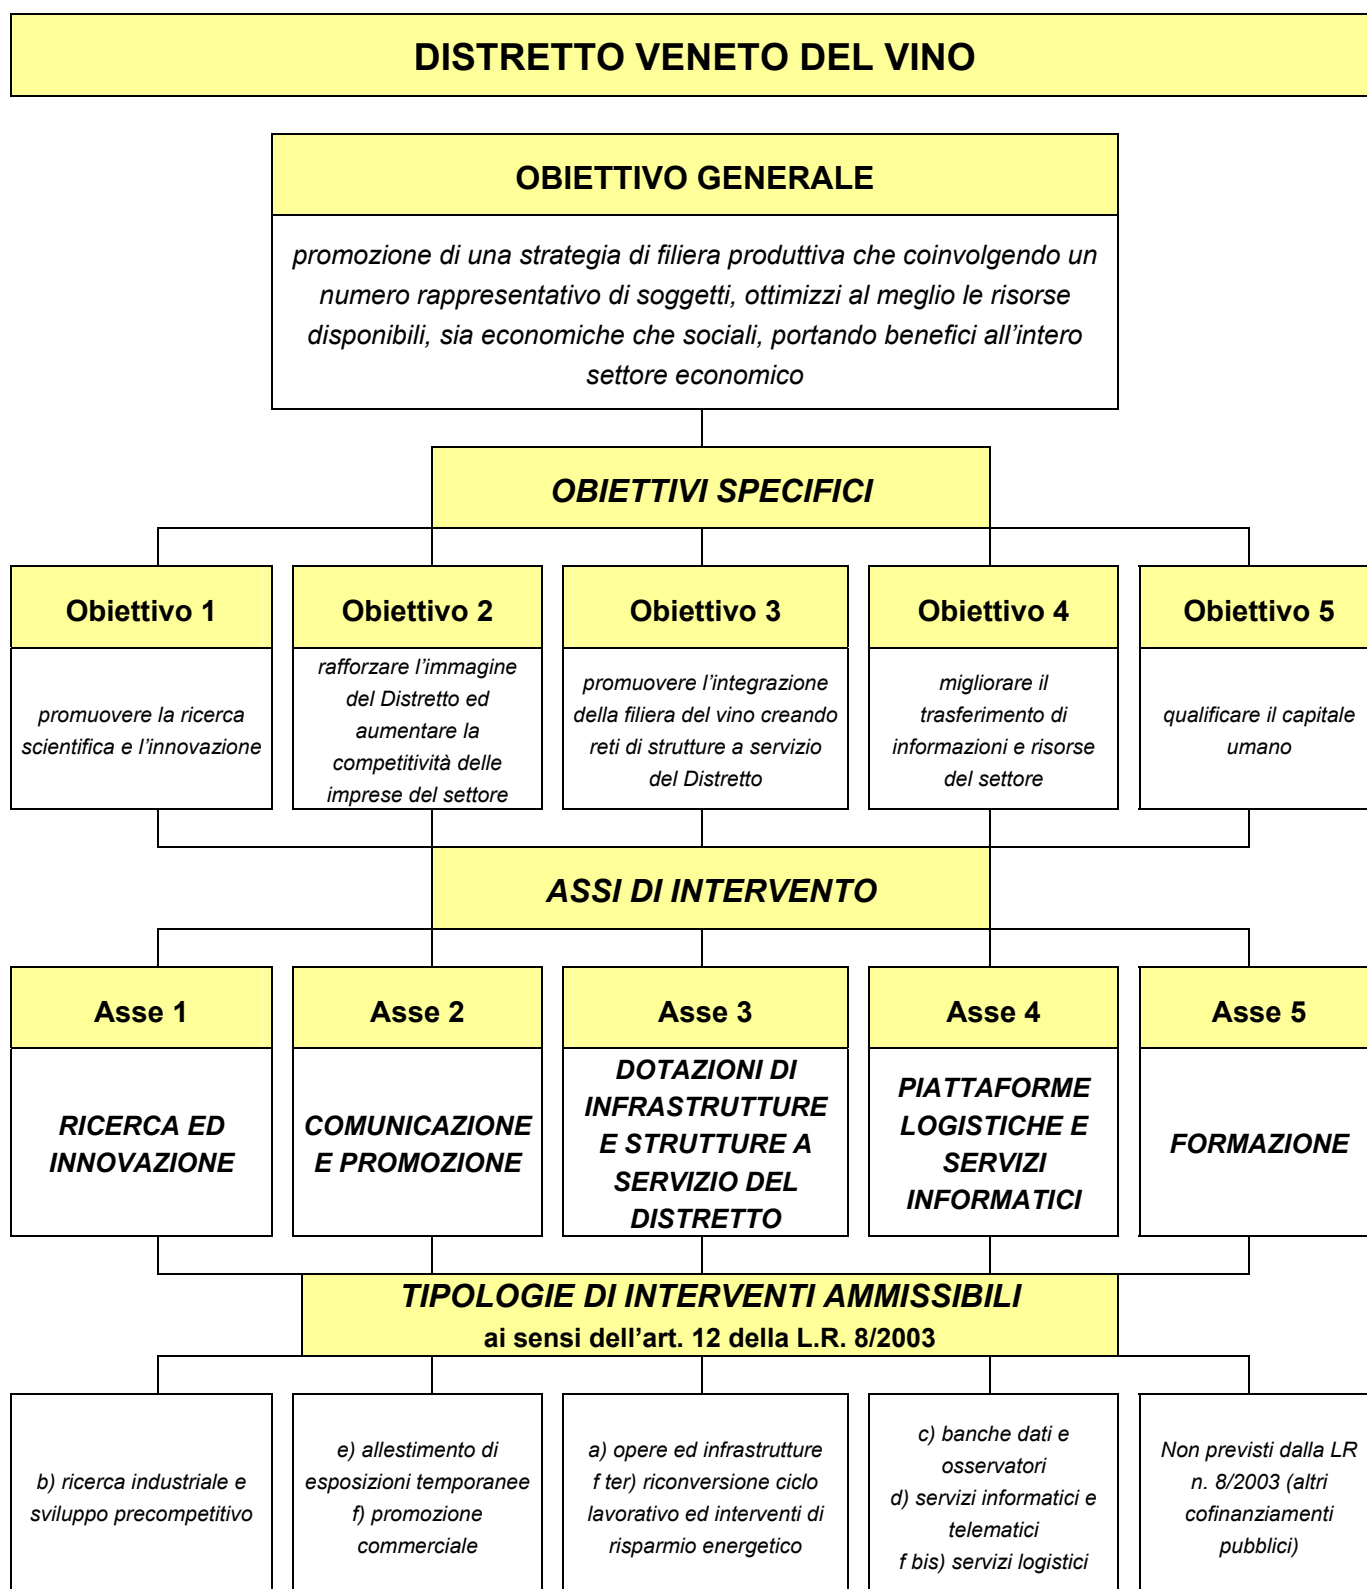 DISTRETTO VENETO DEL VINO
OBIETTIVO GENERALE
promozione di una strategia di filiera produttiva che coinvolgendo un
numero rappresentativo di soggetti, ottimizzi al meglio le risorse
disponibili, sia economiche che sociali, portando benefici all’intero
settore economico
OBIETTIVI SPECIFICI
Obiettivo 1
promuovere la ricerca
scientifica e l’innovazione
Obiettivo 2
rafforzare l’immagine
del Distretto ed
aumentare la
competitività delle
imprese del settore
Obiettivo 3
promuovere l’integrazione
della filiera del vino creando
reti di strutture a servizio
del Distretto
Obiettivo 4
migliorare il
trasferimento di
informazioni e risorse
del settore
Obiettivo 5
qualificare il capitale
umano
ASSI DI INTERVENTO
Asse 1
RICERCA ED
INNOVAZIONE
Asse 2
COMUNICAZIONE
E PROMOZIONE
Asse 3
DOTAZIONI DI
INFRASTRUTTURE
E STRUTTURE A
SERVIZIO DEL
DISTRETTO
Asse 4
PIATTAFORME
LOGISTICHE E
SERVIZI
INFORMATICI
Asse 5
FORMAZIONE
TIPOLOGIE DI INTERVENTI AMMISSIBILI
ai sensi dell’art. 12 della L.R. 8/2003
b) ricerca industriale e
sviluppo precompetitivo
e) allestimento di
esposizioni temporanee
f) promozione
commerciale
a) opere ed infrastrutture
f ter) riconversione ciclo
lavorativo ed interventi di
risparmio energetico
c) banche dati e
osservatori
d) servizi informatici e
telematici
f bis) servizi logistici
Non previsti dalla LR
n. 8/2003 (altri
cofinanziamenti
pubblici)